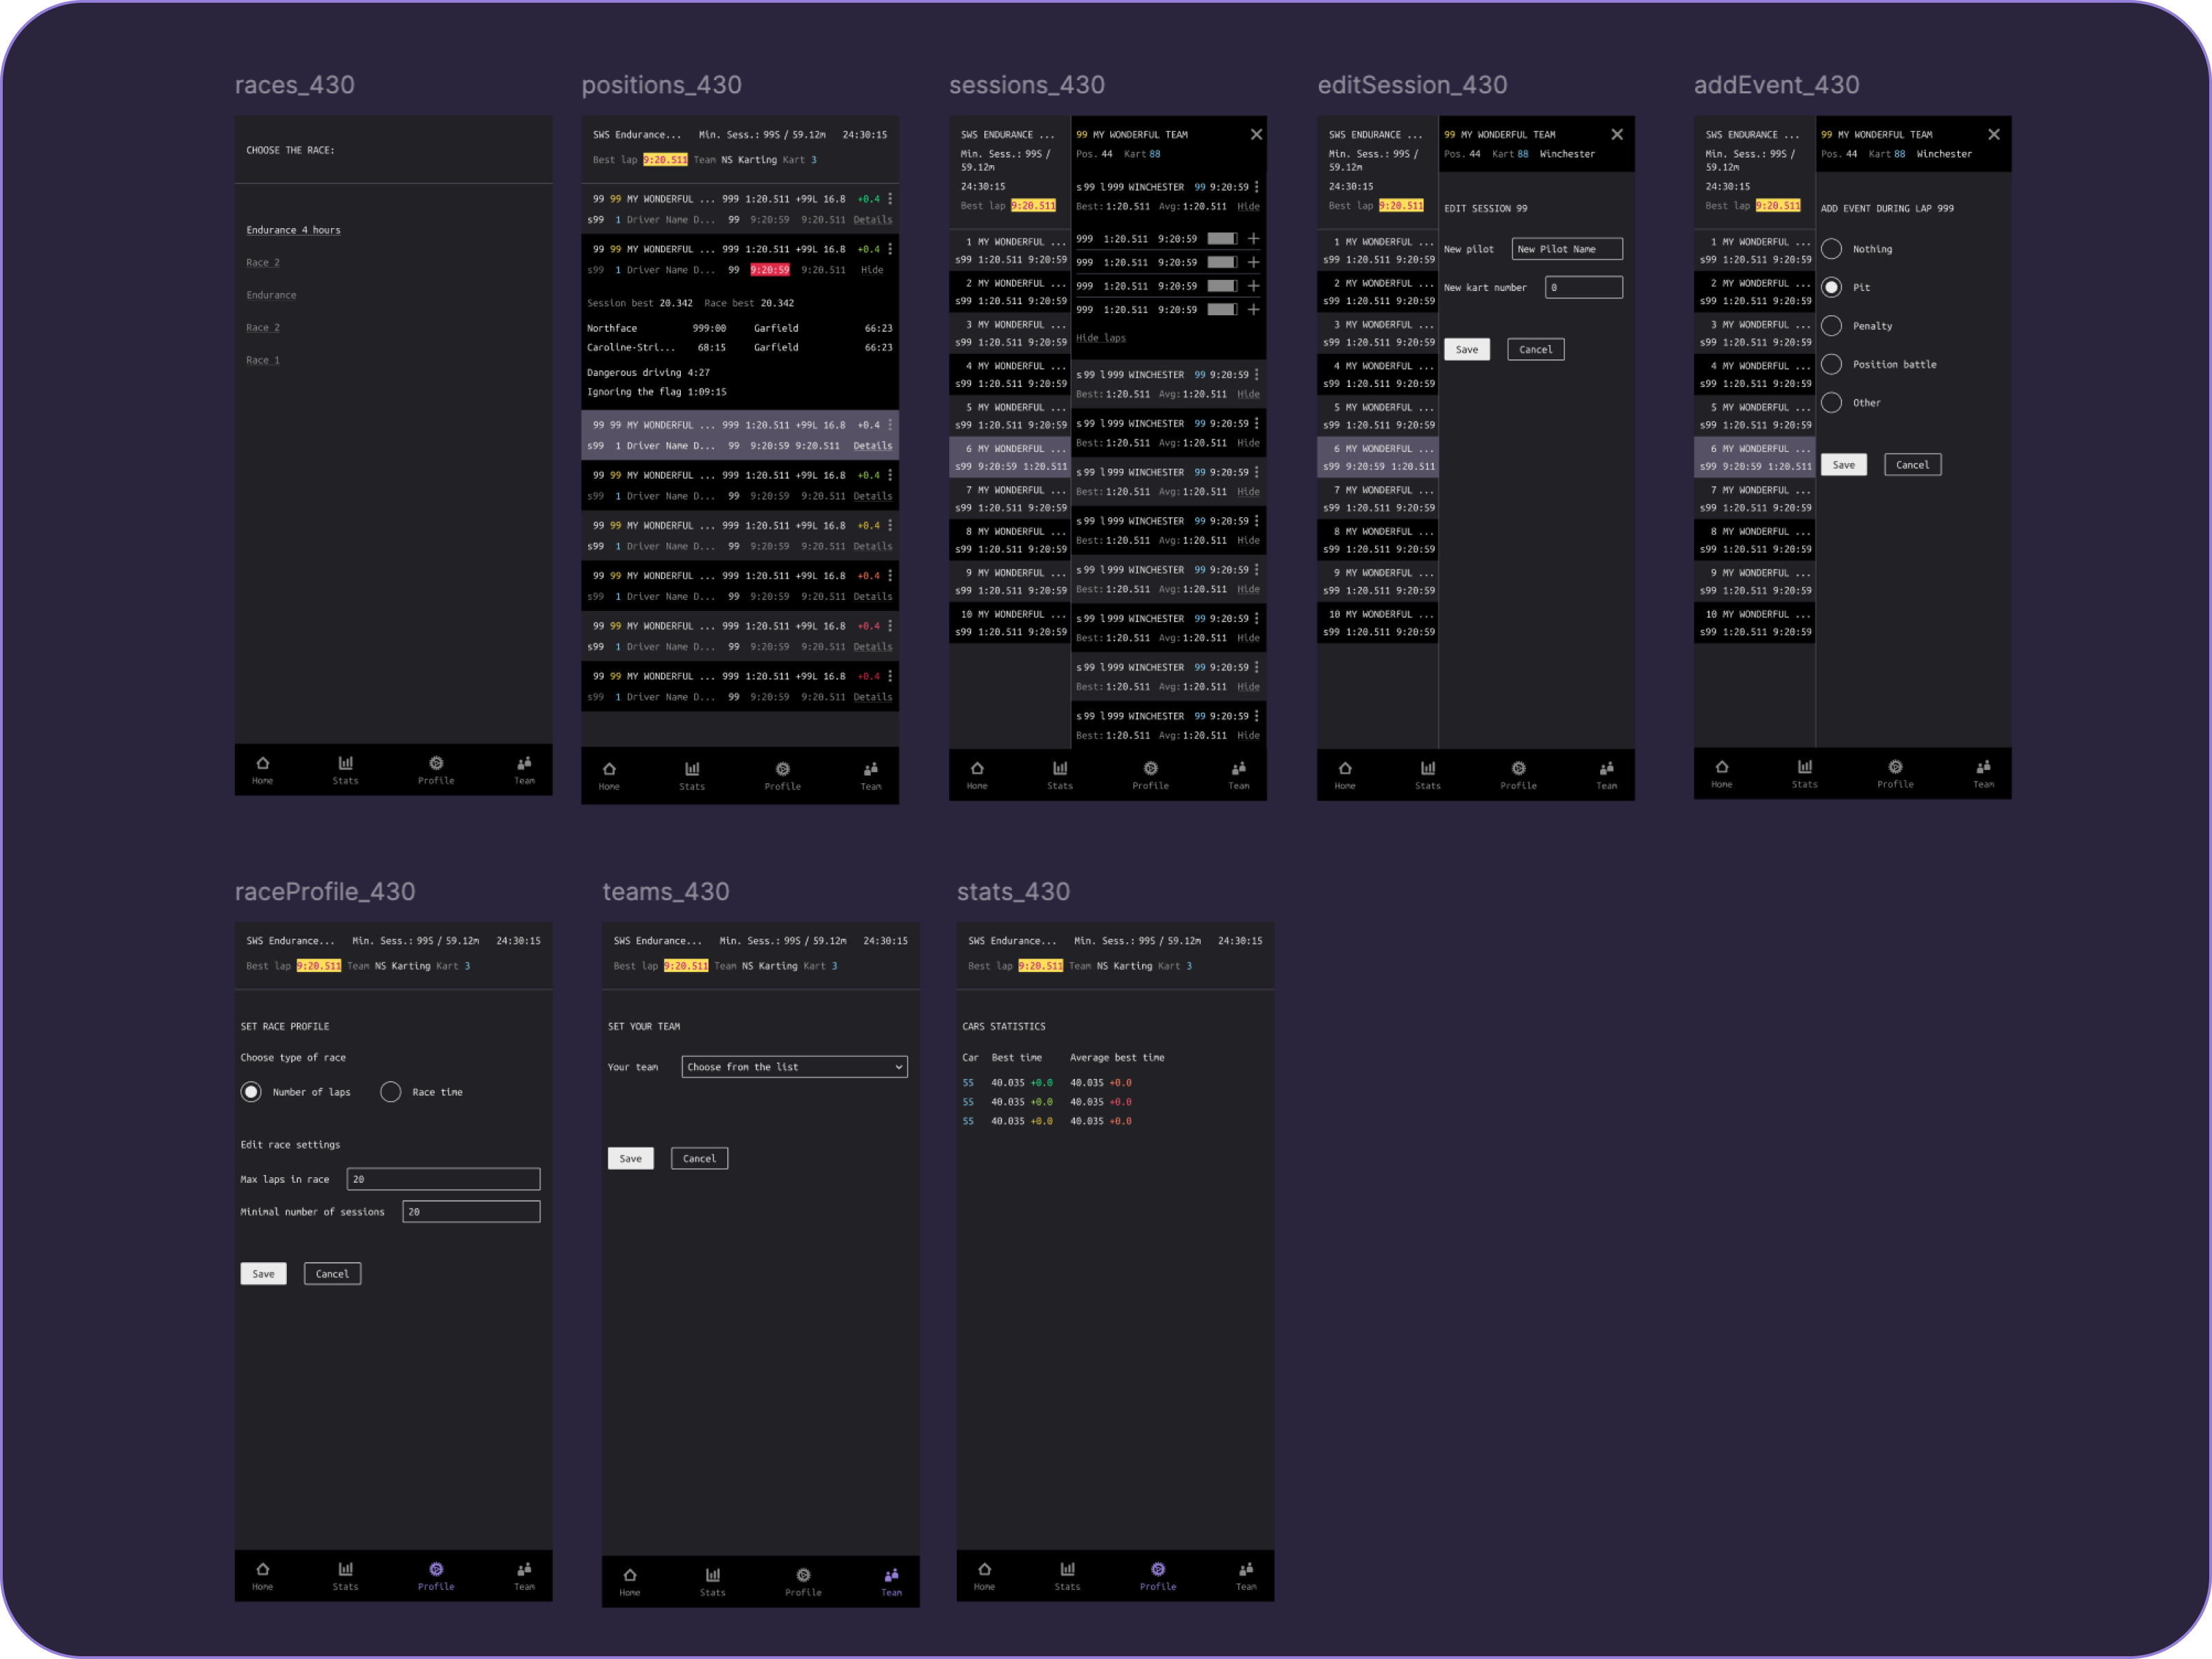 races_430
CHOOSE THE RACE:
Endurance 4 hours
Race 2
Endurance
Race 2
Race 1
Home Stats Profile Team
positions_430
SWS Endurance... Min. Sess.: 99S / 59.12m 24:30:15
Best lap 9:20.511 Team NS Karting Kart 3
99 99 MY WONDERFUL ... 999 1:20.511 +99L 16.8 +0.4
s99 1 Driver Name D... 99 9:20:59 9:20.511 Details
99 99 MY WONDERFUL ... 999 1:20.511 +99L 16.8 +0.4
s99 1 Driver Name D... 99 9:20:59 9:20.511 Hide
Session best 20.342 Race best 20.342
Northface 999:00 Garfield 66:23
Caroline-Stri... 68:15 Garfield 66:23
Dangerous driving 4:27
Ignoring the flag 1:09:15
99 99 MY WONDERFUL ... 999 1:20.511 +99L 16.8 +0.4
s99 1 Driver Name D... 99 9:20:59 9:20.511 Details
99 99 MY WONDERFUL ... 999 1:20.511 +99L 16.8 +0.4
s99 1 Driver Name D... 99 9:20:59 9:20.511 Details
99 99 MY WONDERFUL ... 999 1:20.511 +99L 16.8 +0.4
s99 1 Driver Name D... 99 9:20:59 9:20.511 Details
99 99 MY WONDERFUL ... 999 1:20.511 +99L 16.8 +0.4
s99 1 Driver Name D... 99 9:20:59 9:20.511 Details
99 99 MY WONDERFUL ... 999 1:20.511 +99L 16.8 +0.4
s99 1 Driver Name D... 99 9:20:59 9:20.511 Details
99 99 MY WONDERFUL ... 999 1:20.511 +99L 16.8 +0.4
s99 1 Driver Name D... 99 9:20:59 9:20.511 Details
Home Stats Profile Team
sessions_430
SWS ENDURANCE ...
Min. Sess.: 99S /
59.12m
24:30:15
Best lap 9:20.511
1 MY WONDERFUL ...
s99 1:20.511 9:20:59
2 MY WONDERFUL ...
s99 1:20.511 9:20:59
3 MY WONDERFUL ...
s99 1:20.511 9:20:59
4 MY WONDERFUL ...
s99 1:20.511 9:20:59
5 MY WONDERFUL ...
s99 1:20.511 9:20:59
6 MY WONDERFUL ...
s99 9:20:59 1:20.511
7 MY WONDERFUL ...
s99 1:20.511 9:20:59
8 MY WONDERFUL ...
s99 1:20.511 9:20:59
9 MY WONDERFUL ...
s99 1:20.511 9:20:59
10 MY WONDERFUL ...
s99 1:20.511 9:20:59
99 MY WONDERFUL TEAM
Pos. 44 Kart 88
s99 l999 WINCHESTER 99 9:20:59
Best:1:20.511 Avg:1:20.511 Hide
999 1:20.511 9:20:59
999 1:20.511 9:20:59
999 1:20.511 9:20:59
999 1:20.511 9:20:59
Hide laps
s99 l999 WINCHESTER 99 9:20:59
Best:1:20.511 Avg:1:20.511 Hide
s99 l999 WINCHESTER 99 9:20:59
Best:1:20.511 Avg:1:20.511 Hide
s99 l999 WINCHESTER 99 9:20:59
Best:1:20.511 Avg:1:20.511 Hide
s99 l999 WINCHESTER 99 9:20:59
Best:1:20.511 Avg:1:20.511 Hide
s99 l999 WINCHESTER 99 9:20:59
Best:1:20.511 Avg:1:20.511 Hide
s99 l999 WINCHESTER 99 9:20:59
Best:1:20.511 Avg:1:20.511 Hide
s99 l999 WINCHESTER 99 9:20:59
Best:1:20.511 Avg:1:20.511 Hide
s99 l999 WINCHESTER 99 9:20:59
Best:1:20.511 Avg:1:20.511 Hide
Home Stats Profile Team
editSession_430
SWS ENDURANCE ...
Min. Sess.: 99S /
59.12m
24:30:15
Best lap 9:20.511
1 MY WONDERFUL ...
s99 1:20.511 9:20:59
2 MY WONDERFUL ...
s99 1:20.511 9:20:59
3 MY WONDERFUL ...
s99 1:20.511 9:20:59
4 MY WONDERFUL ...
s99 1:20.511 9:20:59
5 MY WONDERFUL ...
s99 1:20.511 9:20:59
6 MY WONDERFUL ...
s99 9:20:59 1:20.511
7 MY WONDERFUL ...
s99 1:20.511 9:20:59
8 MY WONDERFUL ...
s99 1:20.511 9:20:59
9 MY WONDERFUL ...
s99 1:20.511 9:20:59
10 MY WONDERFUL ...
s99 1:20.511 9:20:59
99 MY WONDERFUL TEAM
Pos. 44 Kart 88 Winchester
EDIT SESSION 99
New pilot New Pilot Name
New kart number 0
Save Cancel
Home Stats Profile Team
addEvent_430
SWS ENDURANCE ...
Min. Sess.: 99S /
59.12m
24:30:15
Best lap 9:20.511
1 MY WONDERFUL ...
s99 1:20.511 9:20:59
2 MY WONDERFUL ...
s99 1:20.511 9:20:59
3 MY WONDERFUL ...
s99 1:20.511 9:20:59
4 MY WONDERFUL ...
s99 1:20.511 9:20:59
5 MY WONDERFUL ...
s99 1:20.511 9:20:59
6 MY WONDERFUL ...
s99 9:20:59 1:20.511
7 MY WONDERFUL ...
s99 1:20.511 9:20:59
8 MY WONDERFUL ...
s99 1:20.511 9:20:59
9 MY WONDERFUL ...
s99 1:20.511 9:20:59
10 MY WONDERFUL ...
s99 1:20.511 9:20:59
99 MY WONDERFUL TEAM
Pos. 44 Kart 88 Winchester
ADD EVENT DURING LAP 999
Nothing
Pit
Penalty
Position battle
Other
Save Cancel
Home Stats Profile Team
raceProfile_430
SWS Endurance... Min. Sess.: 99S / 59.12m 24:30:15
Best lap 9:20.511 Team NS Karting Kart 3
SET RACE PROFILE
Choose type of race
Number of laps Race time
Edit race settings
Max laps in race 20
Minimal number of sessions 20
Save Cancel
Home Stats Profile Team
teams_430
SWS Endurance... Min. Sess.: 99S / 59.12m 24:30:15
Best lap 9:20.511 Team NS Karting Kart 3
SET YOUR TEAM
Your team Choose from the list
Save Cancel
Home Stats Profile Team
stats_430
SWS Endurance... Min. Sess.: 99S / 59.12m 24:30:15
Best lap 9:20.511 Team NS Karting Kart 3
CARS STATISTICS
Car Best time Average best time
55 40.035 +0.0 40.035 +0.0
55 40.035 +0.0 40.035 +0.0
55 40.035 +0.0 40.035 +0.0
Home Stats Profile Team